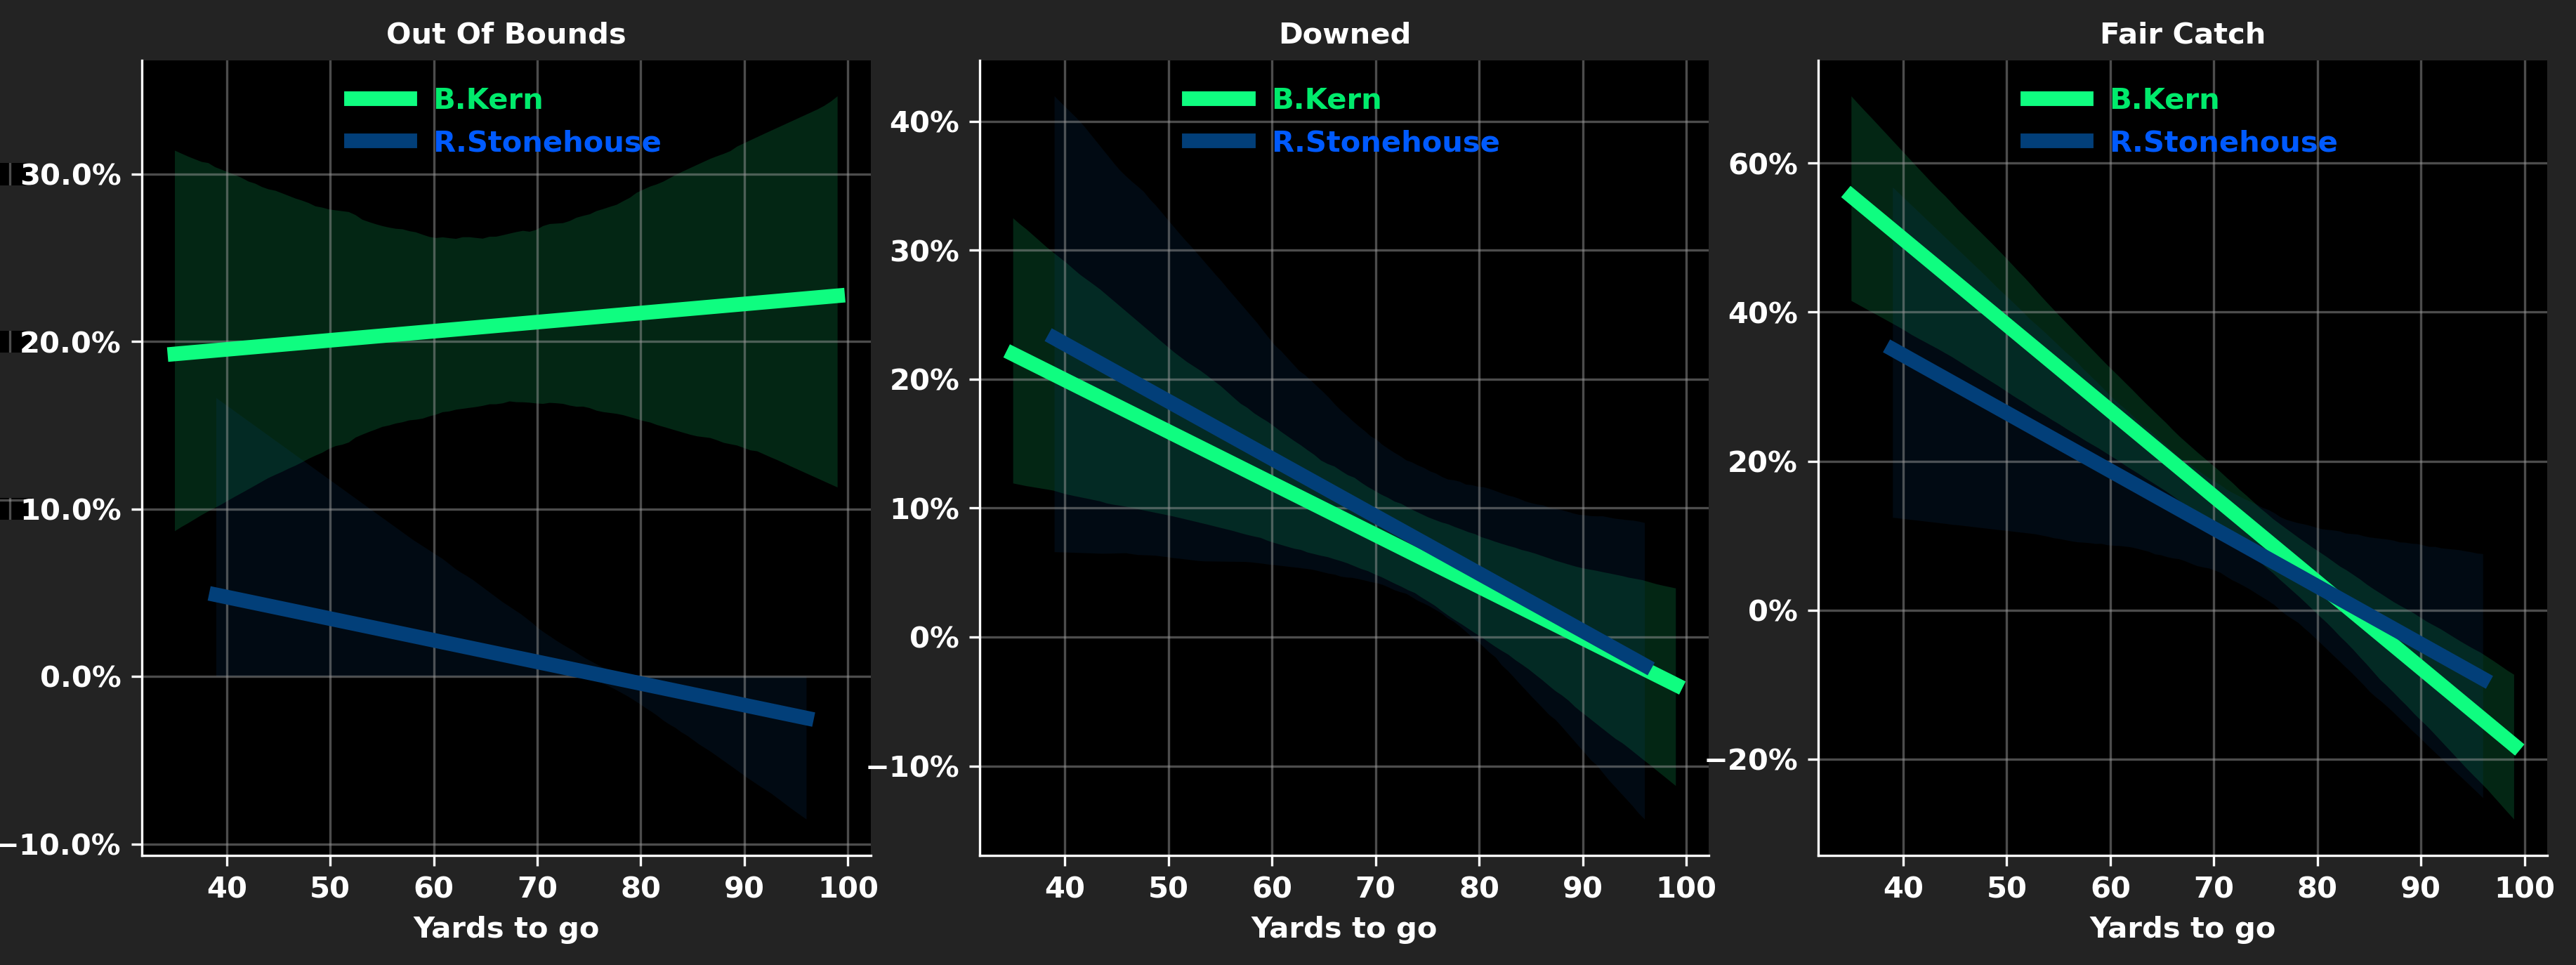 Out Of Bounds
B.Kern
R.Stonehouse
30.0%
20.0%
10.0%
0.0%
−10.0%
40 50 60 70 80 90 100
Yards to go
Downed
B.Kern
R.Stonehouse
40%
30%
20%
10%
0%
−10%
40 50 60 70 80 90 100
Yards to go
Fair Catch
B.Kern
R.Stonehouse
60%
40%
20%
0%
−20%
40 50 60 70 80 90 100
Yards to go